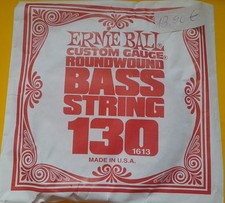 ERNIE BALL
CUSTOM GAUGE
ROUNDWOUND
BASS
STRING
130
1613
MADE IN U.S.A.